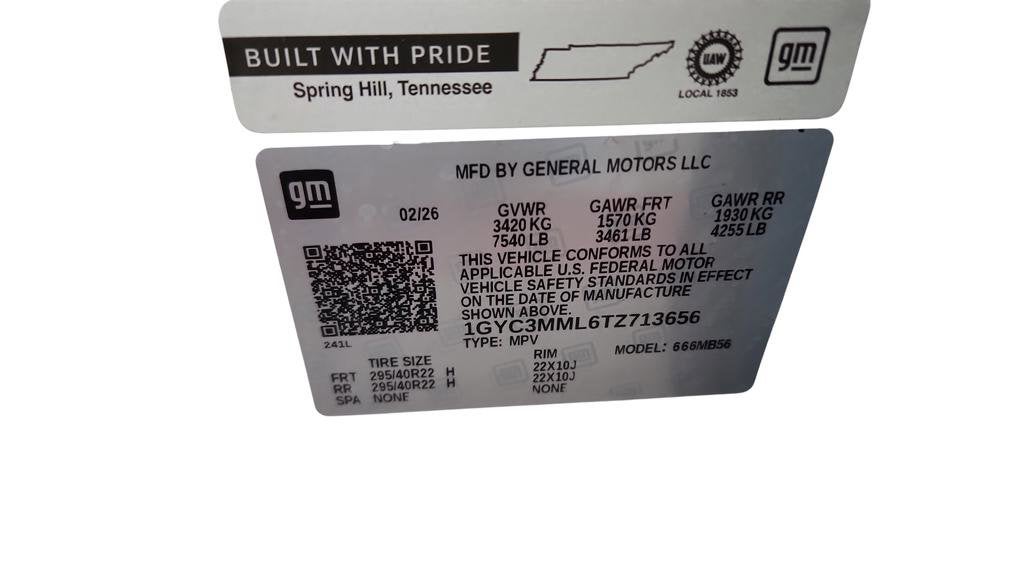 BUILT WITH PRIDE
Spring Hill, Tennessee
UAW
LOCAL 1853
gm
gm
MFD BY GENERAL MOTORS LLC
02/26
GVWR GAWR FRT GAWR RR
3420 KG 1570 KG 1930 KG
7540 LB 3461 LB 4255 LB
THIS VEHICLE CONFORMS TO ALL
APPLICABLE U.S. FEDERAL MOTOR
VEHICLE SAFETY STANDARDS IN EFFECT
ON THE DATE OF MANUFACTURE
SHOWN ABOVE.
1GYC3MML6TZ713656
TYPE: MPV
MODEL: 666MB56
241L
TIRE SIZE RIM
FRT 295/40R22 H 22X10J
RR 295/40R22 H 22X10J
SPA NONE NONE